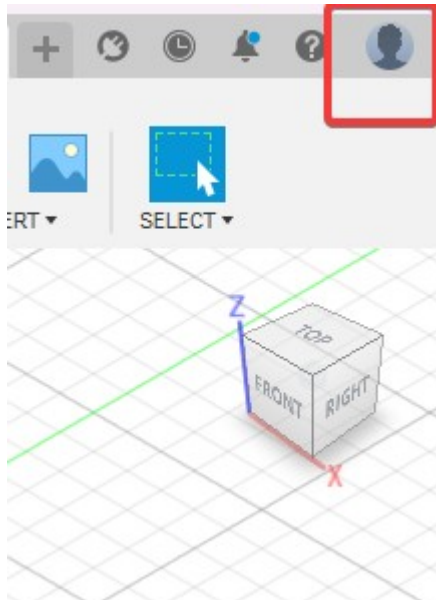 ERT ▾
SELECT ▾
Z
TOP
FRONT
RIGHT
X